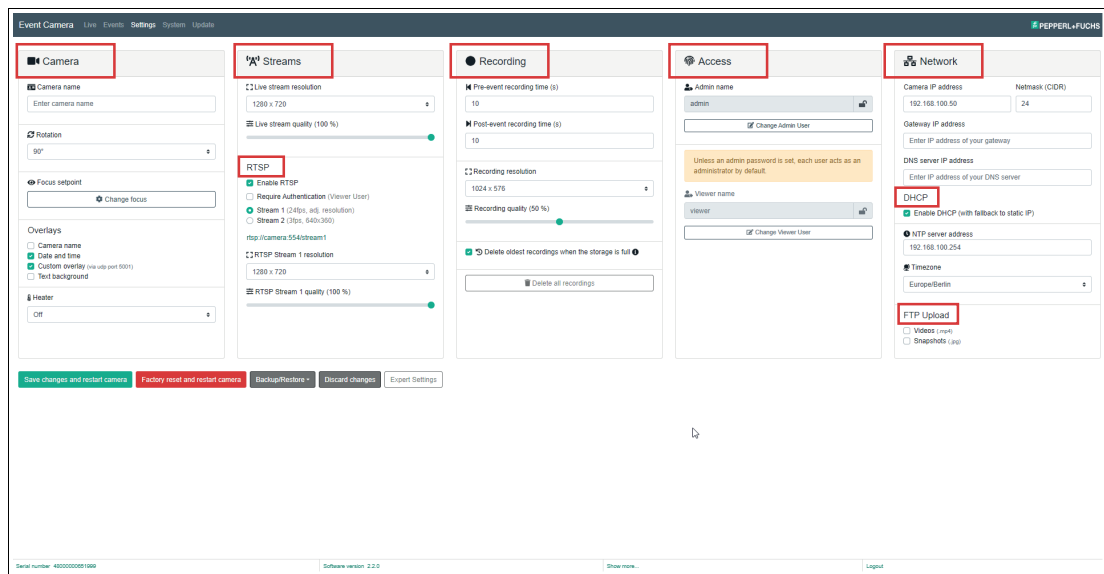 Event Camera Live Events Settings System Update
PEPPERL+FUCHS
Camera
Camera name
Enter camera name
Rotation
90°
Focus setpoint
Change focus
Overlays
Camera name
Date and time
Custom overlay (via udp port 5001)
Text background
Heater
Off
Streams
Live stream resolution
1280 x 720
Live stream quality (100 %)
RTSP
Enable RTSP
Require Authentication (Viewer User)
Stream 1 (24fps, adj. resolution)
Stream 2 (3fps, 640x360)
rtsp://camera:554/stream1
RTSP Stream 1 resolution
1280 x 720
RTSP Stream 1 quality (100 %)
Recording
Pre-event recording time (s)
10
Post-event recording time (s)
10
Recording resolution
1024 x 576
Recording quality (50 %)
Delete oldest recordings when the storage is full
Delete all recordings
Access
Admin name
admin
Change Admin User
Unless an admin password is set, each user acts as an
administrator by default.
Viewer name
viewer
Change Viewer User
Network
Camera IP address Netmask (CIDR)
192.168.100.50 24
Gateway IP address
Enter IP address of your gateway
DNS server IP address
Enter IP address of your DNS server
DHCP
Enable DHCP (with fallback to static IP)
NTP server address
192.168.100.254
Timezone
Europe/Berlin
FTP Upload
Videos (.mp4)
Snapshots (.jpg)
Save changes and restart camera Factory reset and restart camera Backup/Restore Discard changes Expert Settings
Serial number 48000000651999 Software version 2.2.0 Show more... Logout